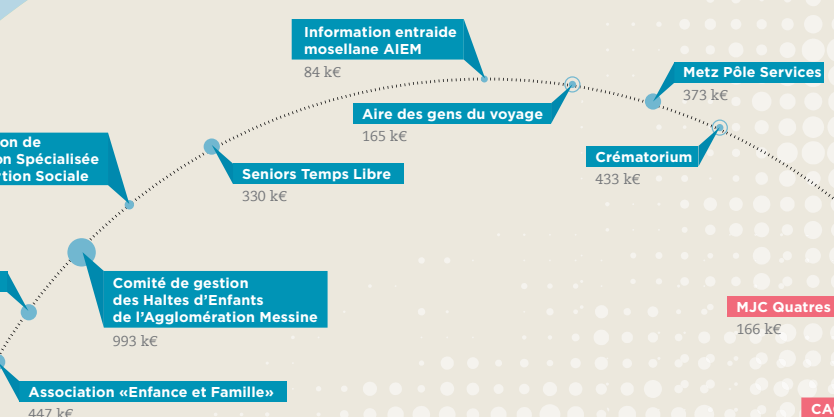 Information entraide
mosellane AIEM
84 k€
Metz Pôle Services
373 k€
Aire des gens du voyage
165 k€
on de
on Spécialisée
tion Sociale
Crématorium
433 k€
Seniors Temps Libre
330 k€
Comité de gestion
des Haltes d’Enfants
de l’Agglomération Messine
993 k€
MJC Quatres
166 k€
Association «Enfance et Famille»
447 k€
CA